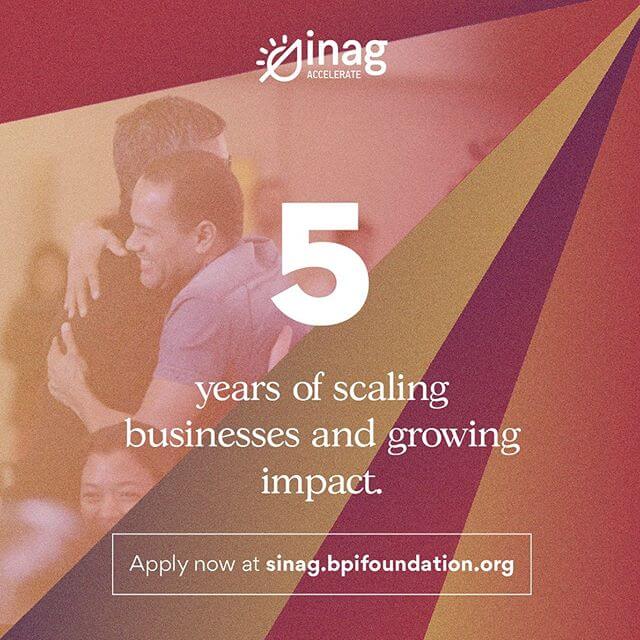 sinag
ACCELERATE
5
years of scaling
businesses and growing
impact.
Apply now at sinag.bpifoundation.org